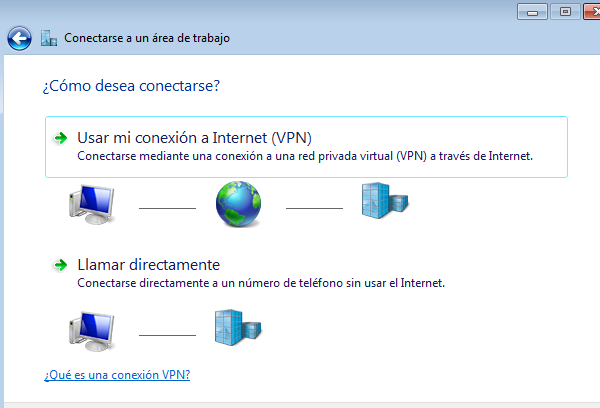 Conectarse a un área de trabajo
¿Cómo desea conectarse?
Usar mi conexión a Internet (VPN)
Conectarse mediante una conexión a una red privada virtual (VPN) a través de Internet.
Llamar directamente
Conectarse directamente a un número de teléfono sin usar el Internet.
¿Qué es una conexión VPN?